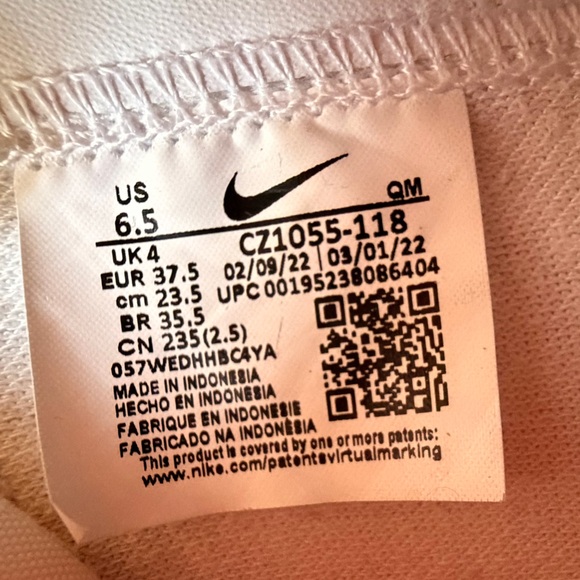 US
6.5
QM
UK 4
CZ1055-118
EUR 37.5
02/09/22 | 03/01/22
cm 23.5
UPC 00195238086404
BR 35.5
CN 235(2.5)
057WEDHHBC4YA
MADE IN INDONESIA
HECHO EN INDONESIA
FABRIQUE EN INDONESIE
FABRICADO NA INDONÈSIA
This product is covered by one or more patents:
www.nike.com/patentsvirtualmarking